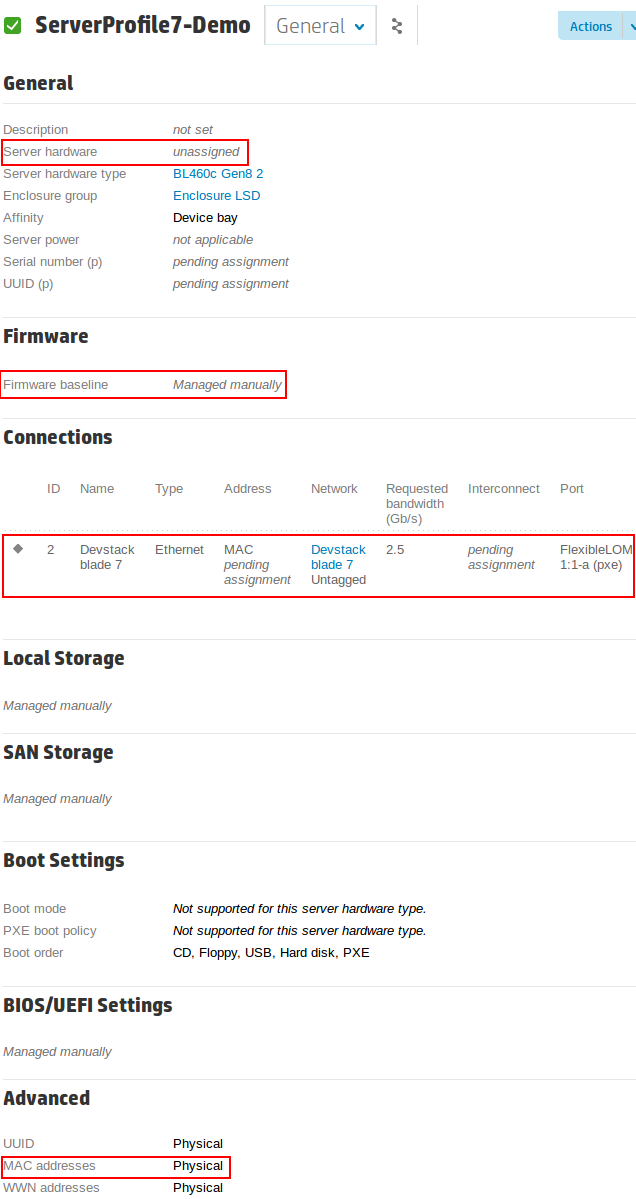 ServerProfile7-Demo General Actions
General
Description not set
Server hardware unassigned
Server hardware type BL460c Gen8 2
Enclosure group Enclosure LSD
Affinity Device bay
Server power not applicable
Serial number (p) pending assignment
UUID (p) pending assignment
Firmware
Firmware baseline Managed manually
Connections
ID Name Type Address Network Requested Interconnect Port
bandwidth
(Gb/s)
2 Devstack Ethernet MAC Devstack 2.5 pending FlexibleLOM
blade 7 pending blade 7 assignment 1:1-a (pxe)
assignment Untagged
Local Storage
Managed manually
SAN Storage
Managed manually
Boot Settings
Boot mode Not supported for this server hardware type.
PXE boot policy Not supported for this server hardware type.
Boot order CD, Floppy, USB, Hard disk, PXE
BIOS/UEFI Settings
Managed manually
Advanced
UUID Physical
MAC addresses Physical
WWN addresses Physical